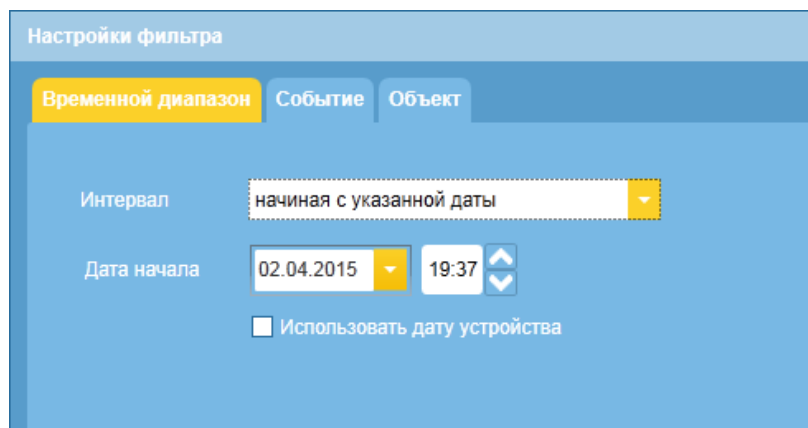 Настройки фильтра
Временной диапазон Событие Объект
Интервал начиная с указанной даты
Дата начала 02.04.2015 19:37
Использовать дату устройства